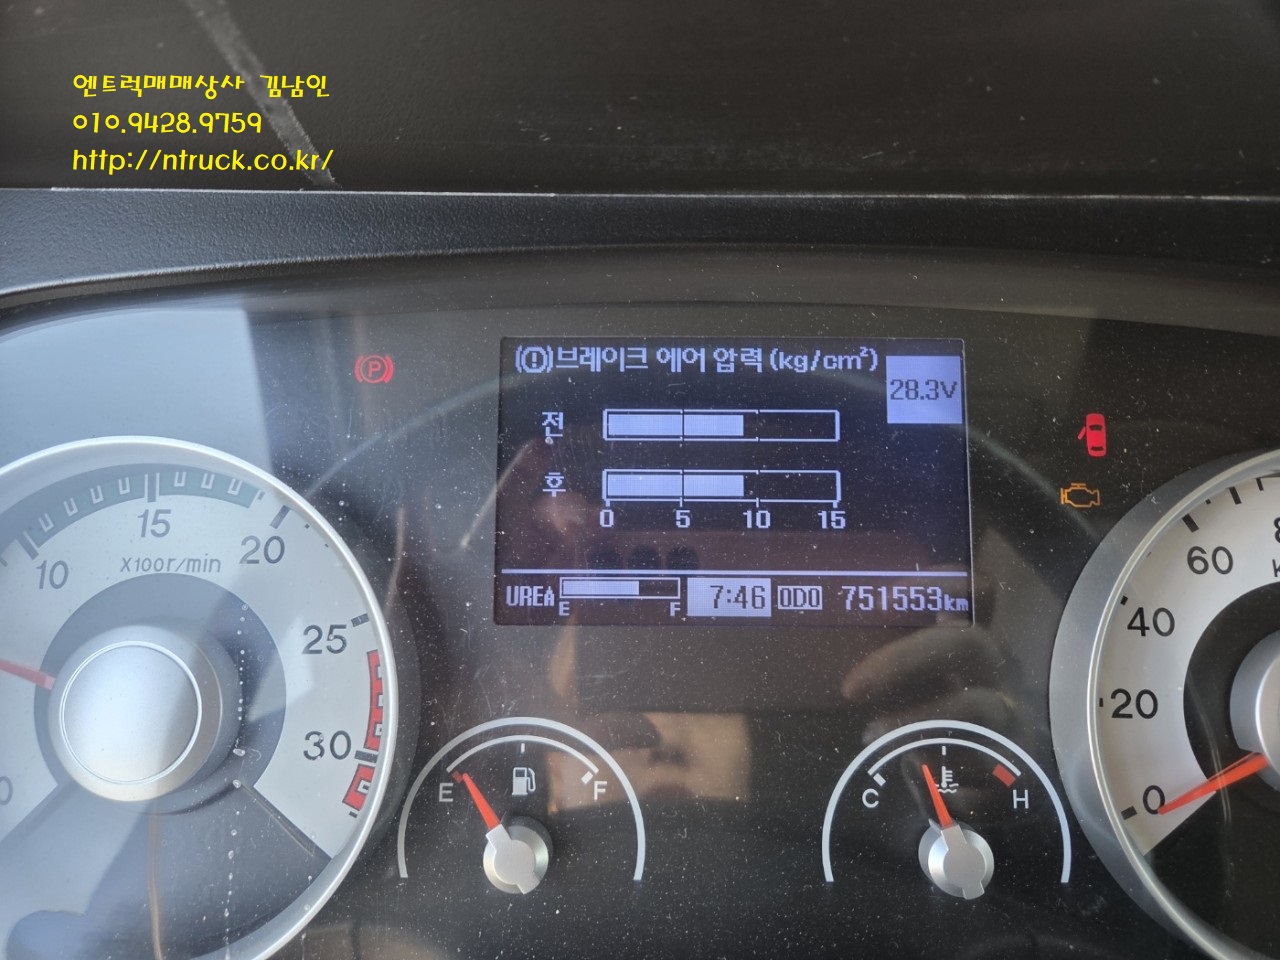 엔트럭매매상사 김남인
010.9428.9759
http://ntruck.co.kr/
브레이크 에어 압력 (kg/cm²)
28.3V
전
후
0 5 10 15
UREA E F 7:46 ODO 751553km
P
10 15 20 25 30
X100r/min
E F
C H
0 20 40 60